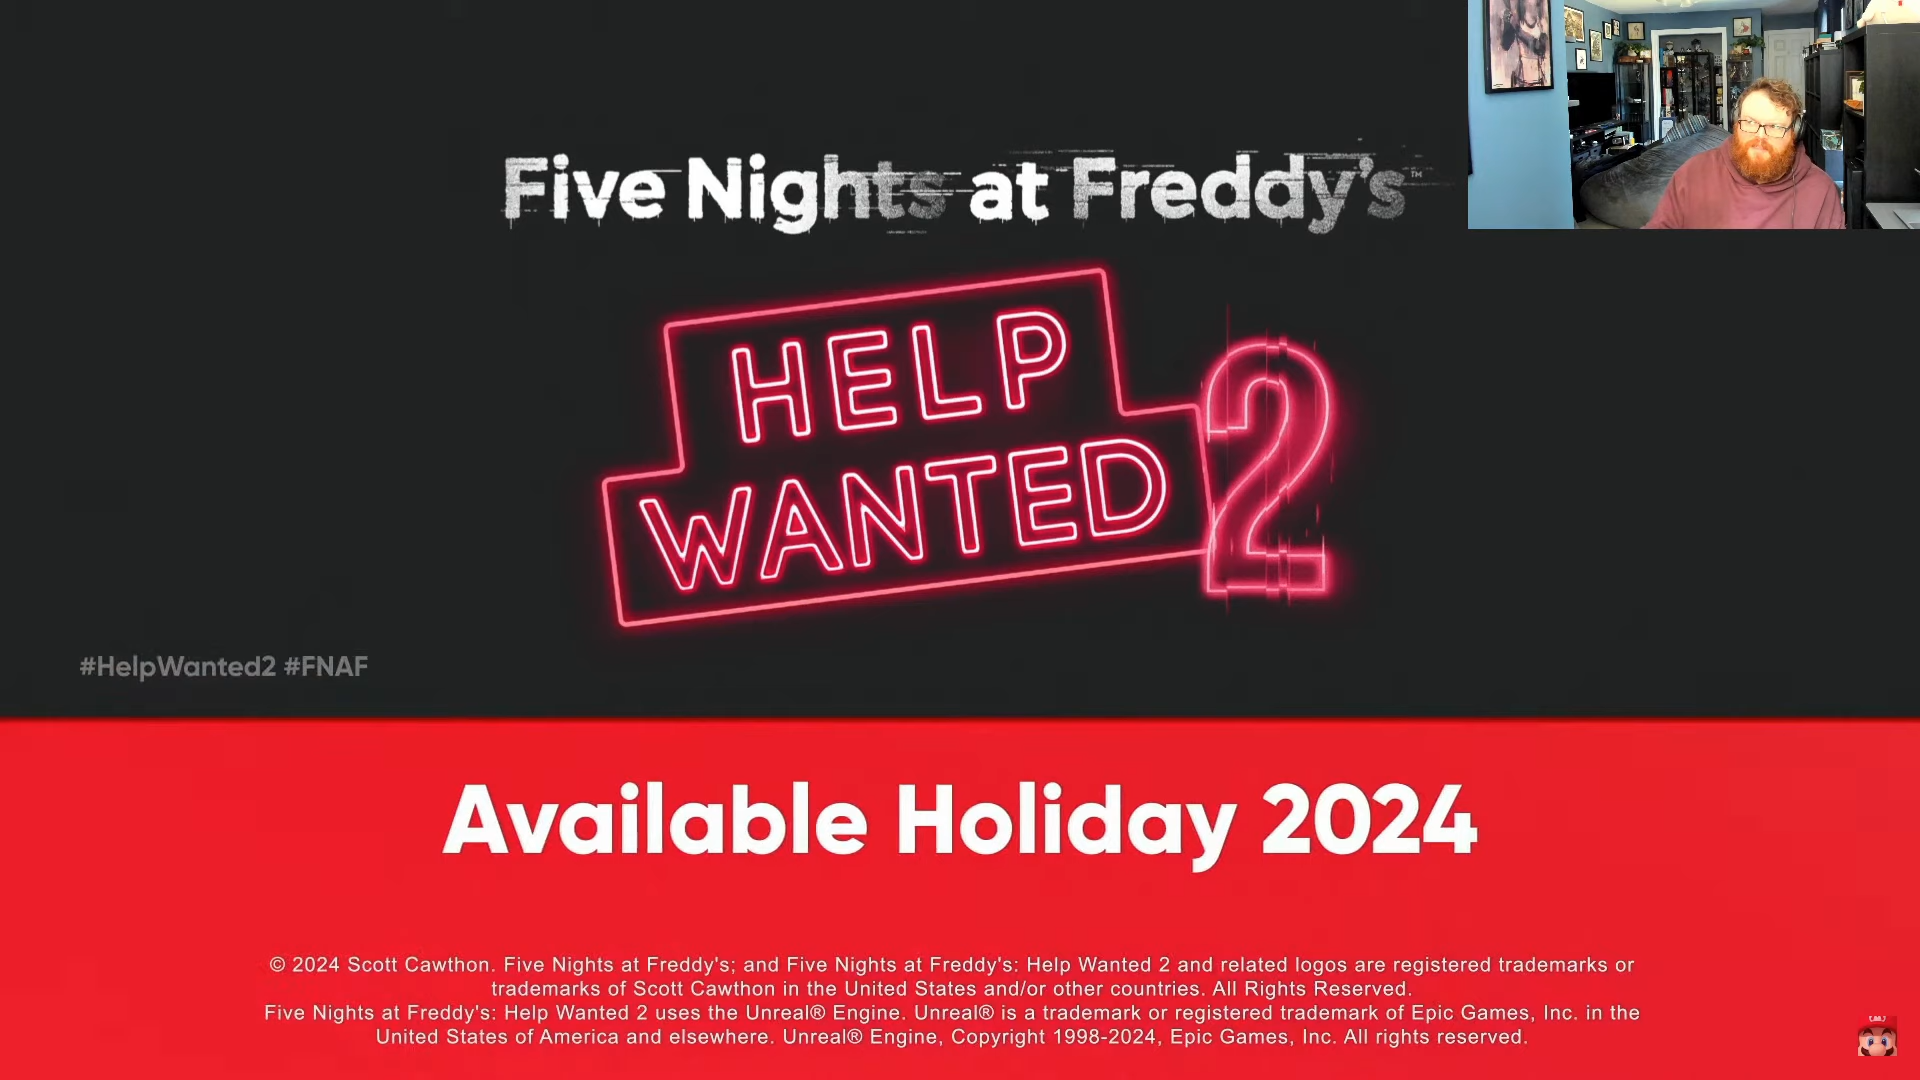 Five Nights at Freddy's™
HELP
WANTED 2
#HelpWanted2 #FNAF
Available Holiday 2024
© 2024 Scott Cawthon. Five Nights at Freddy's; and Five Nights at Freddy's: Help Wanted 2 and related logos are registered trademarks or
trademarks of Scott Cawthon in the United States and/or other countries. All Rights Reserved.
Five Nights at Freddy's: Help Wanted 2 uses the Unreal® Engine. Unreal® is a trademark or registered trademark of Epic Games, Inc. in the
United States of America and elsewhere. Unreal® Engine, Copyright 1998-2024, Epic Games, Inc. All rights reserved.